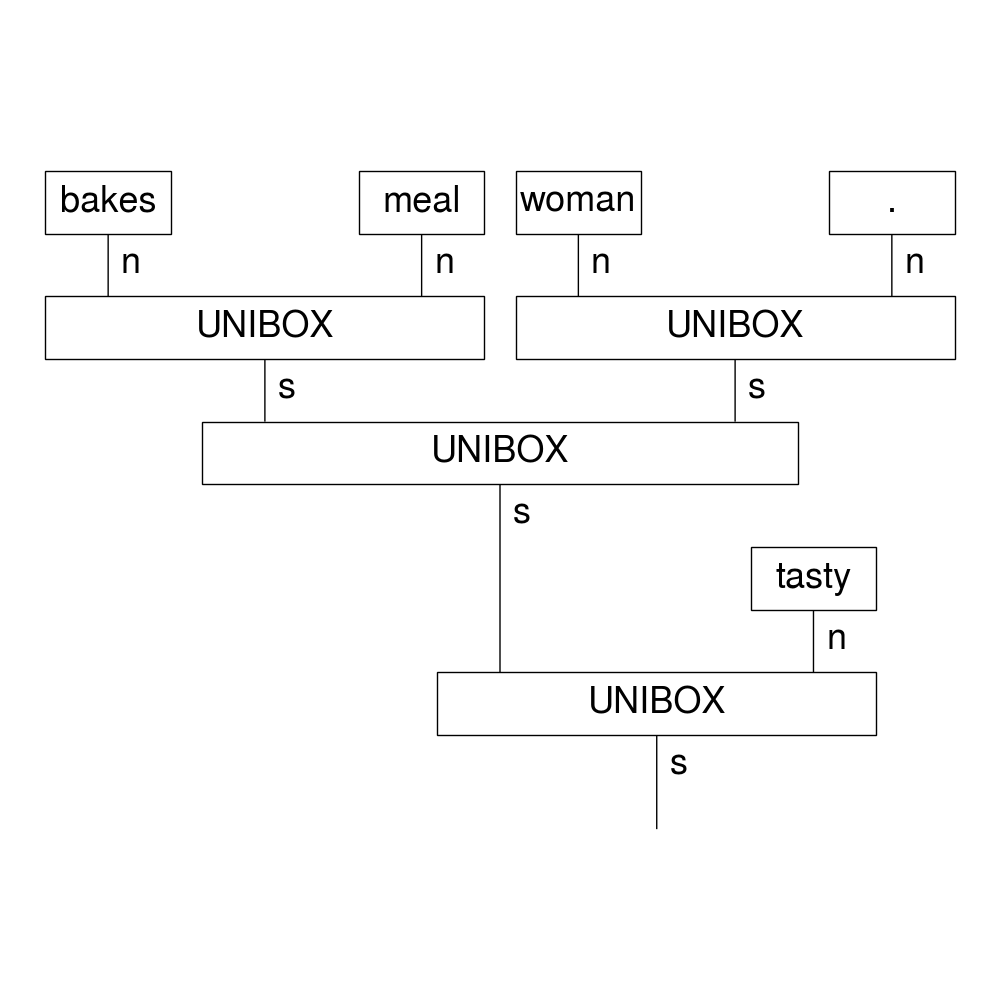 bakes meal woman .
n n n n
UNIBOX UNIBOX
s s
UNIBOX
s
tasty
n
UNIBOX
s